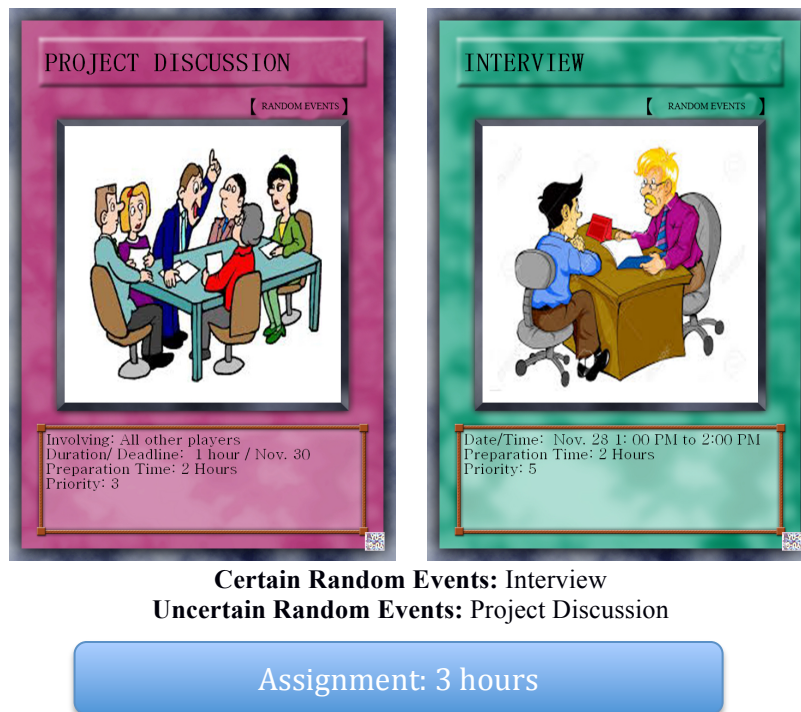 PROJECT DISCUSSION
【 RANDOM EVENTS 】
Involving: All other players
Duration/ Deadline: 1 hour / Nov. 30
Preparation Time: 2 Hours
Priority: 3
INTERVIEW
【 RANDOM EVENTS 】
Date/Time: Nov. 28 1: 00 PM to 2:00 PM
Preparation Time: 2 Hours
Priority: 5
Certain Random Events: Interview
Uncertain Random Events: Project Discussion
Assignment: 3 hours